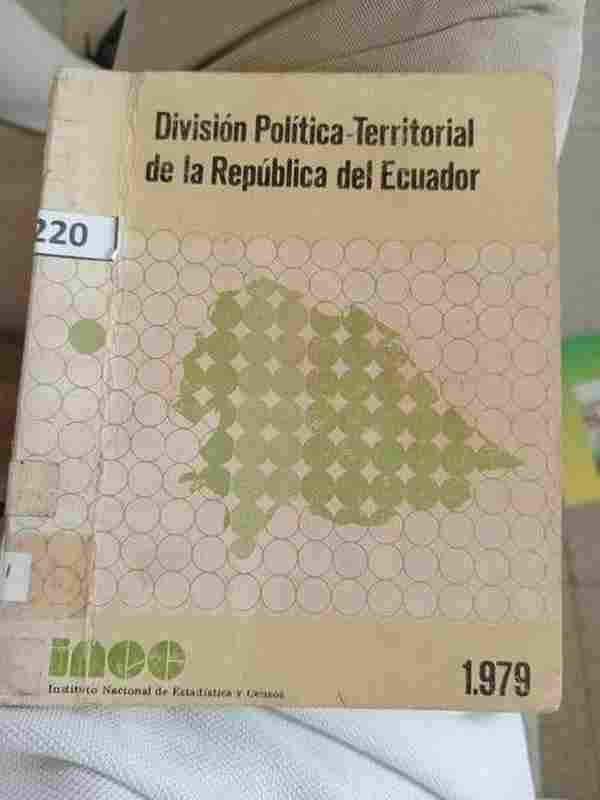 División Política-Territorial
de la República del Ecuador
220
inec
Instituto Nacional de Estadística y Censos
1.979